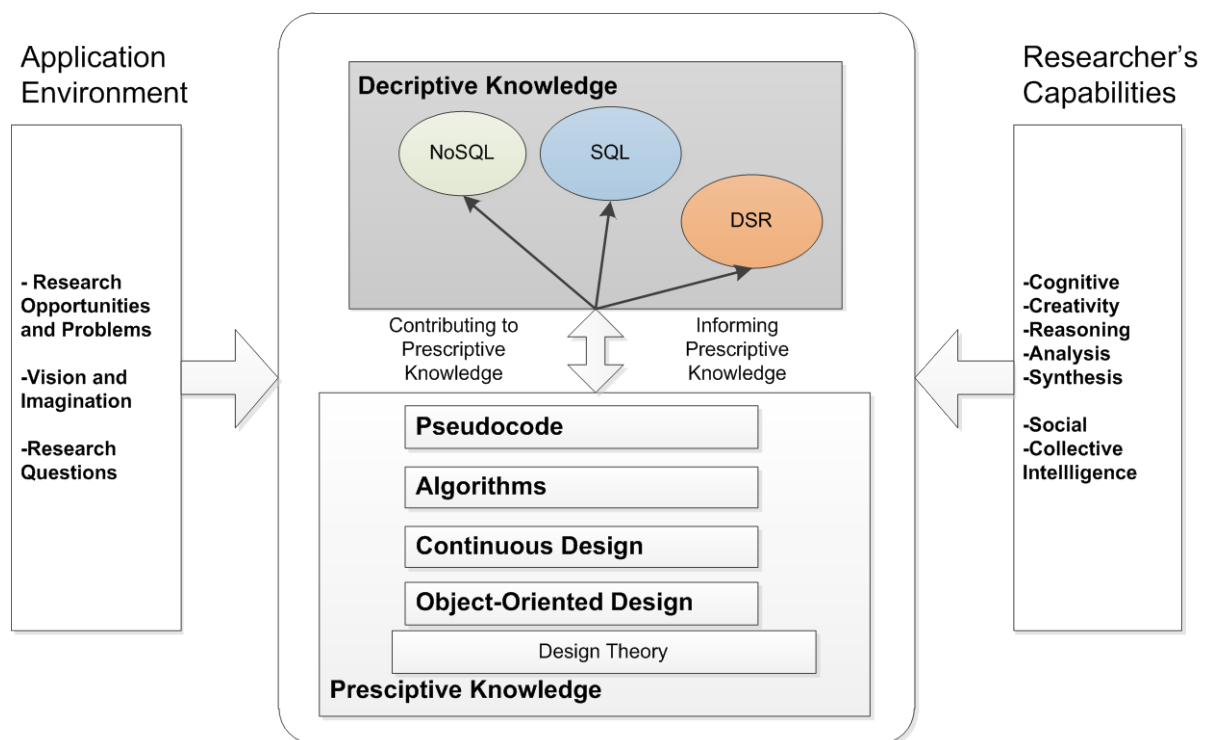 Application
Environment
- Research
Opportunities
and Problems
-Vision and
Imagination
-Research
Questions
Decriptive Knowledge
NoSQL
SQL
DSR
Contributing to
Prescriptive
Knowledge
Informing
Prescriptive
Knowledge
Pseudocode
Algorithms
Continuous Design
Object-Oriented Design
Design Theory
Presciptive Knowledge
Researcher's
Capabilities
-Cognitive
-Creativity
-Reasoning
-Analysis
-Synthesis
-Social
-Collective
Intellligence